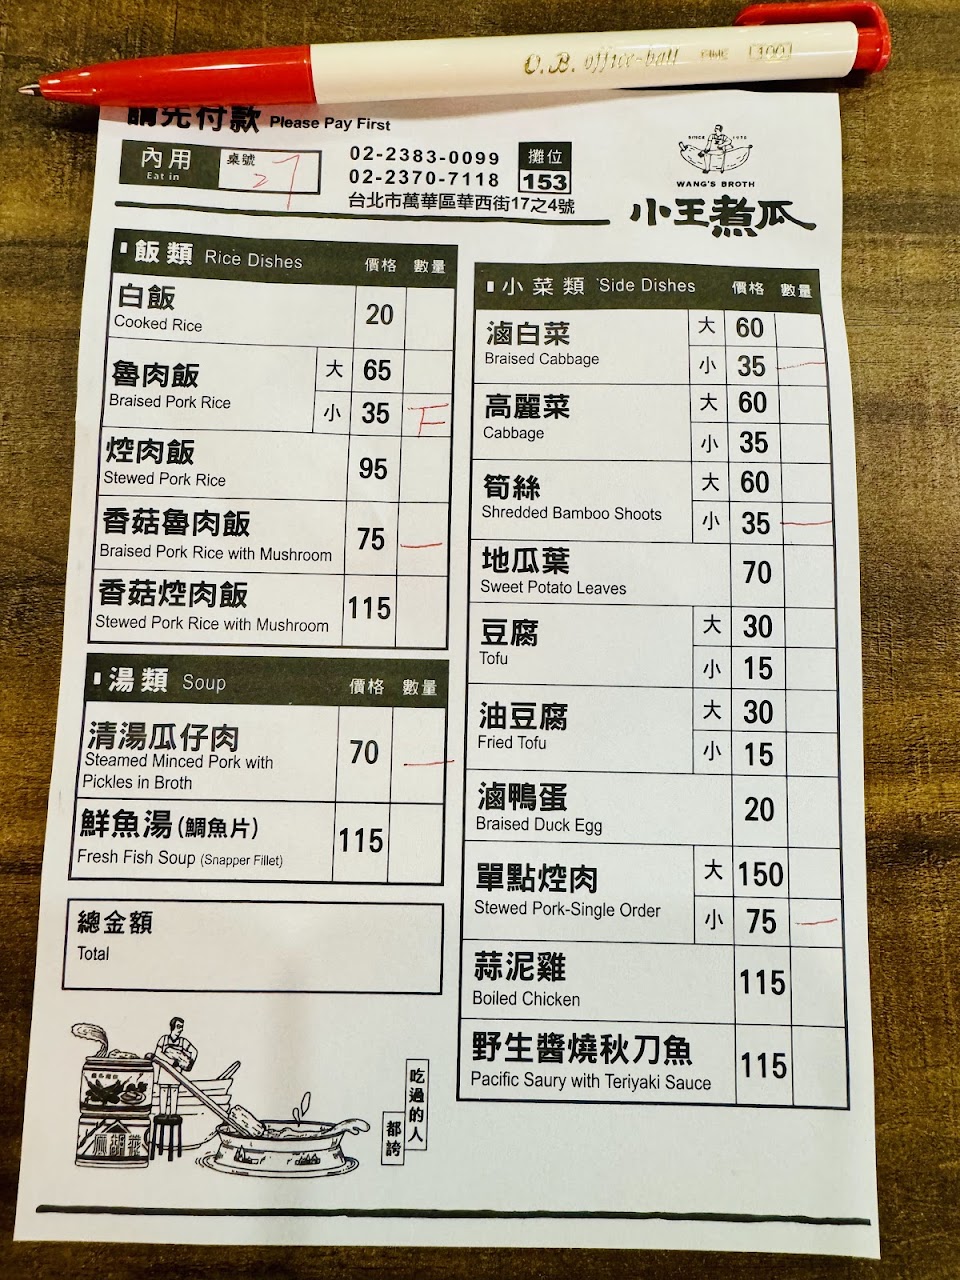 O.B. office-ball FINE 100
請先付款 Please Pay First
內用
Eat in
桌號
27
02-2383-0099
02-2370-7118
台北市萬華區華西街17之4號
攤位
153
SINCE 1975
WANG'S BROTH
小王煮瓜
飯類 Rice Dishes 價格 數量
白飯 20
Cooked Rice
魯肉飯 大 65
Braised Pork Rice 小 35
焢肉飯 95
Stewed Pork Rice
香菇魯肉飯 75 一
Braised Pork Rice with Mushroom
香菇焢肉飯 115
Stewed Pork Rice with Mushroom
湯類 Soup 價格 數量
清湯瓜仔肉 70 一
Steamed Minced Pork with
Pickles in Broth
鮮魚湯(鯛魚片) 115
Fresh Fish Soup (Snapper Fillet)
總金額
Total
小菜類 Side Dishes 價格 數量
滷白菜 大 60
Braised Cabbage 小 35 一
高麗菜 大 60
Cabbage 小 35
筍絲 大 60
Shredded Bamboo Shoots 小 35 一
地瓜葉 70
Sweet Potato Leaves
豆腐 大 30
Tofu 小 15
油豆腐 大 30
Fried Tofu 小 15
滷鴨蛋 20
Braised Duck Egg
單點焢肉 大 150
Stewed Pork-Single Order 小 75 一
蒜泥雞 115
Boiled Chicken
野生醬燒秋刀魚 115
Pacific Saury with Teriyaki Sauce
吃過的人
都誇